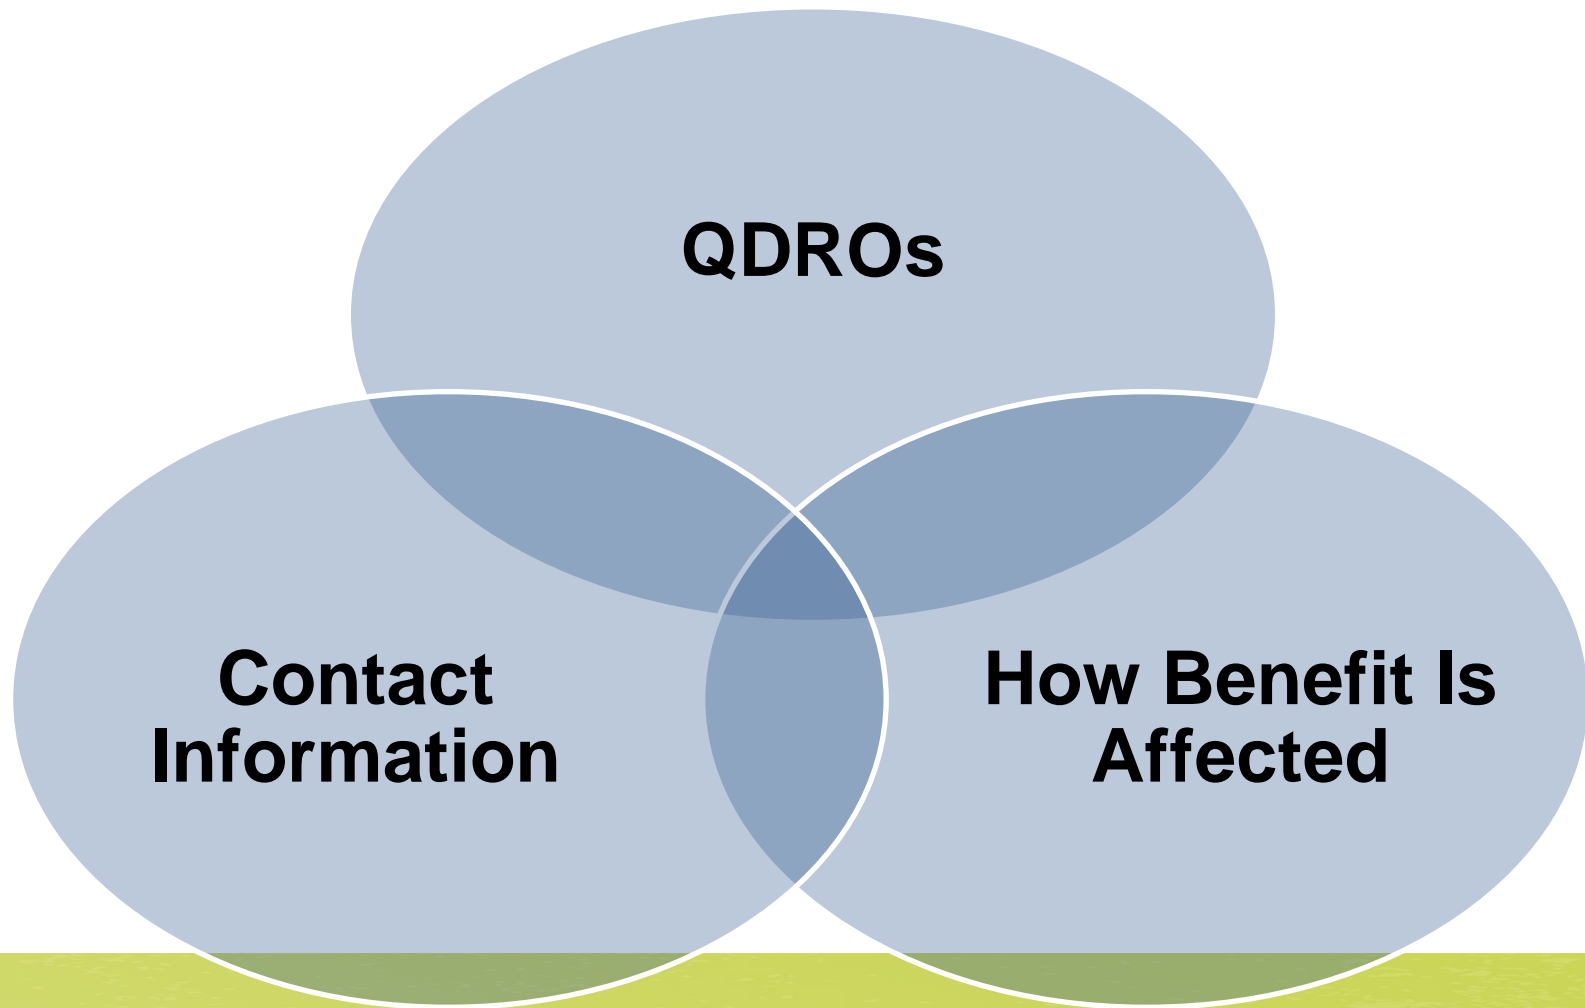 QDROs
Contact
Information
How Benefit Is
Affected